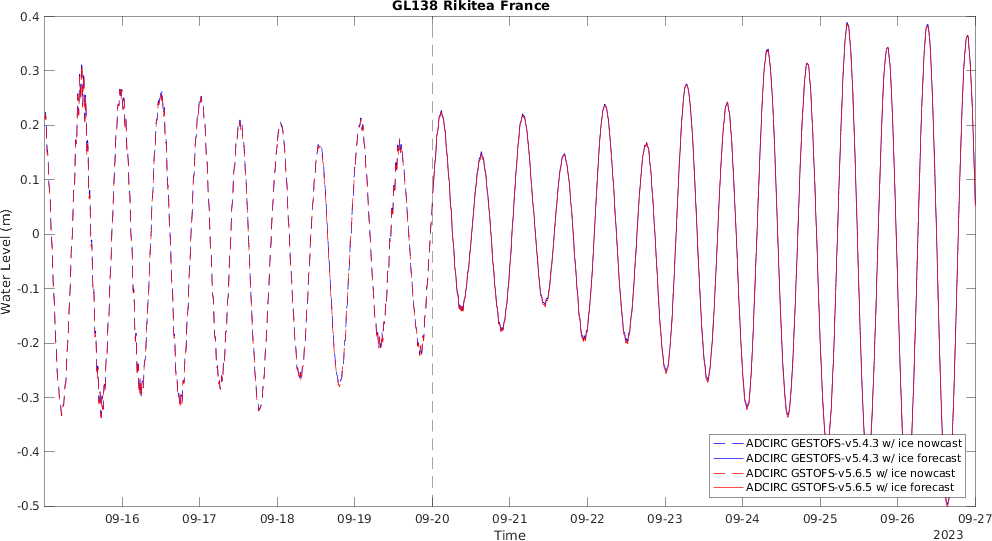 GL138 Rikitea France
0.4
0.3
0.2
0.1
0
-0.1
-0.2
-0.3
-0.4
-0.5
Water Level (m)
ADCIRC GESTOFS-v5.4.3 w/ ice nowcast
ADCIRC GESTOFS-v5.4.3 w/ ice forecast
ADCIRC GSTOFS-v5.6.5 w/ ice nowcast
ADCIRC GSTOFS-v5.6.5 w/ ice forecast
09-16 09-17 09-18 09-19 09-20 09-21 09-22 09-23 09-24 09-25 09-26 09-27
Time
2023